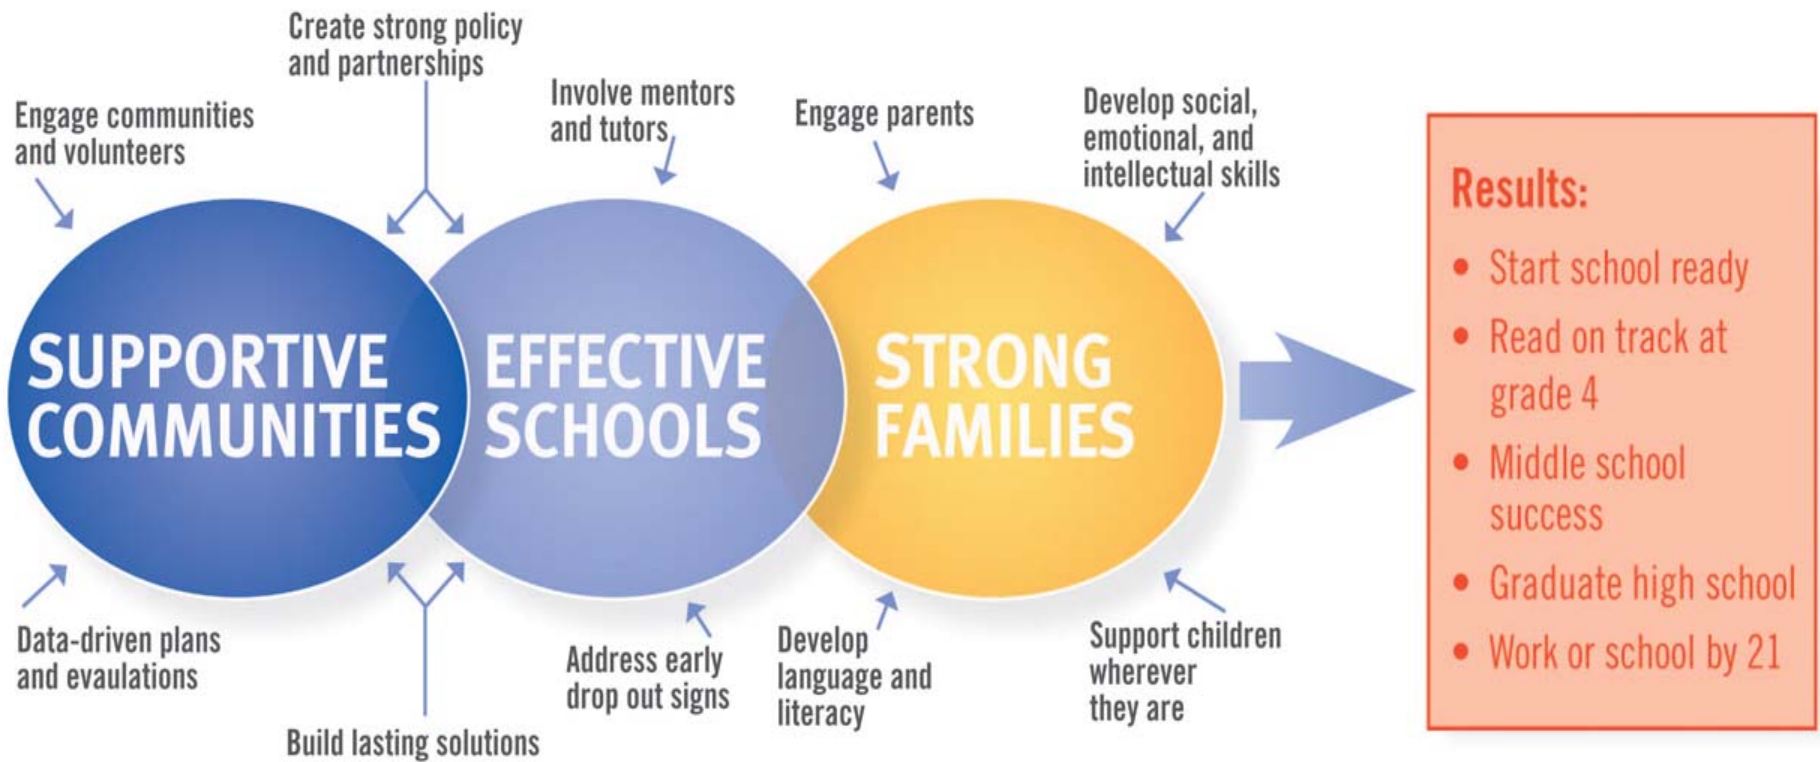 Create strong policy
and partnerships
Engage communities
and volunteers
Involve mentors
and tutors
Engage parents
Develop social,
emotional, and
intellectual skills
SUPPORTIVE
COMMUNITIES
EFFECTIVE
SCHOOLS
STRONG
FAMILIES
Data-driven plans
and evaulations
Build lasting solutions
Address early
drop out signs
Develop
language and
literacy
Support children
wherever
they are
Results:
• Start school ready
• Read on track at
grade 4
• Middle school
success
• Graduate high school
• Work or school by 21